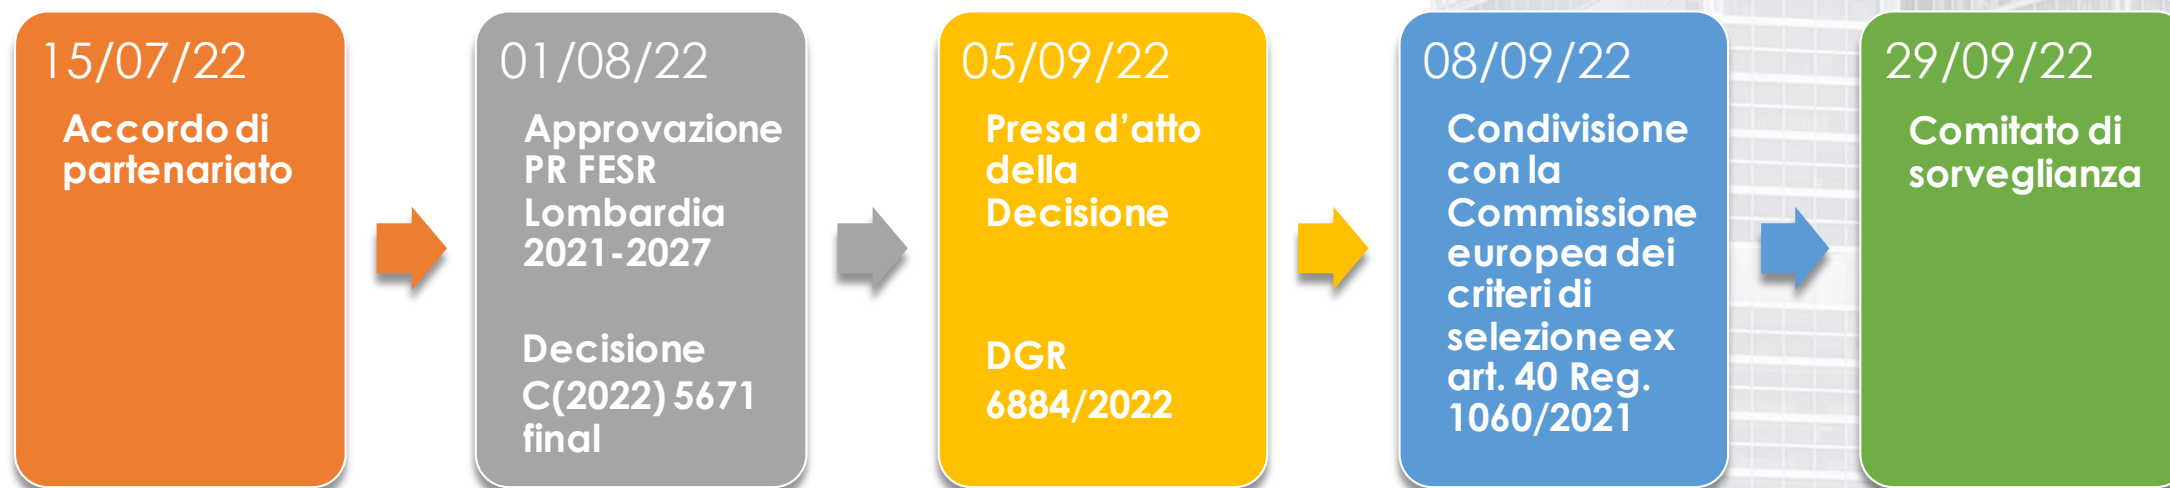 15/07/22
Accordo di
partenariato
01/08/22
Approvazione
PR FESR
Lombardia
2021-2027
Decisione
C(2022) 5671
final
05/09/22
Presa d'atto
della
Decisione
DGR
6884/2022
08/09/22
Condivisione
con la
Commissione
europea dei
criteri di
selezione ex
art. 40 Reg.
1060/2021
29/09/22
Comitato di
sorveglianza